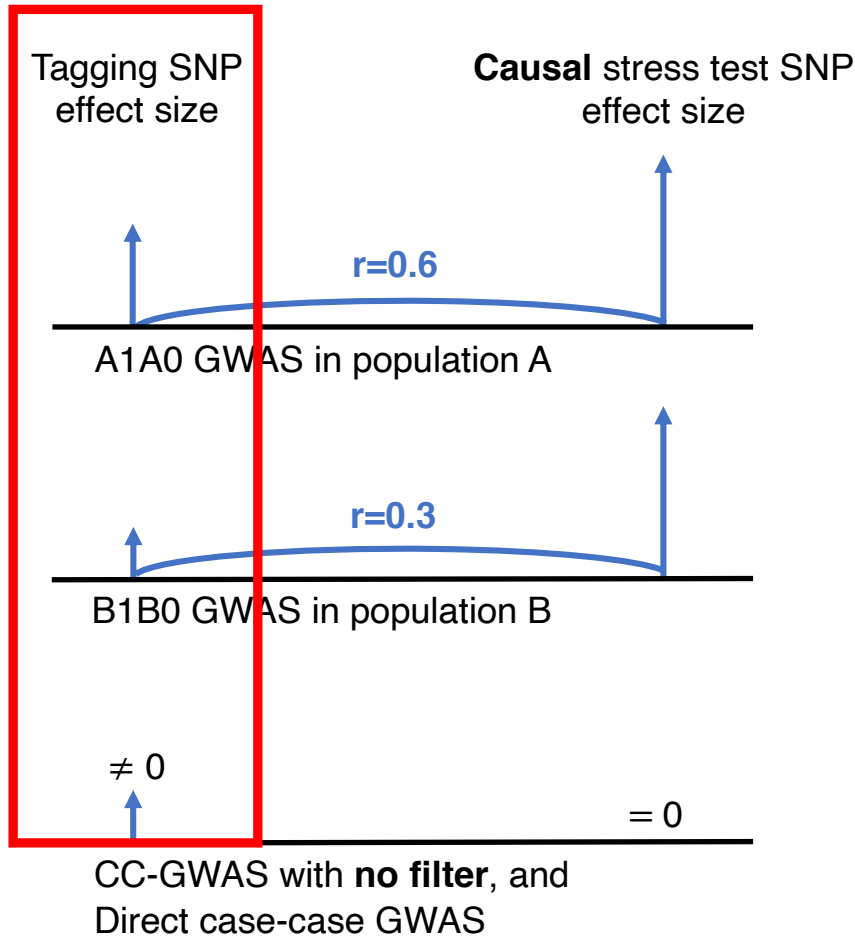 Tagging SNP
effect size
Causal stress test SNP
effect size
r=0.6
A1A0 GWAS in population A
r=0.3
B1B0 GWAS in population B
≠ 0
= 0
CC-GWAS with no filter, and
Direct case-case GWAS